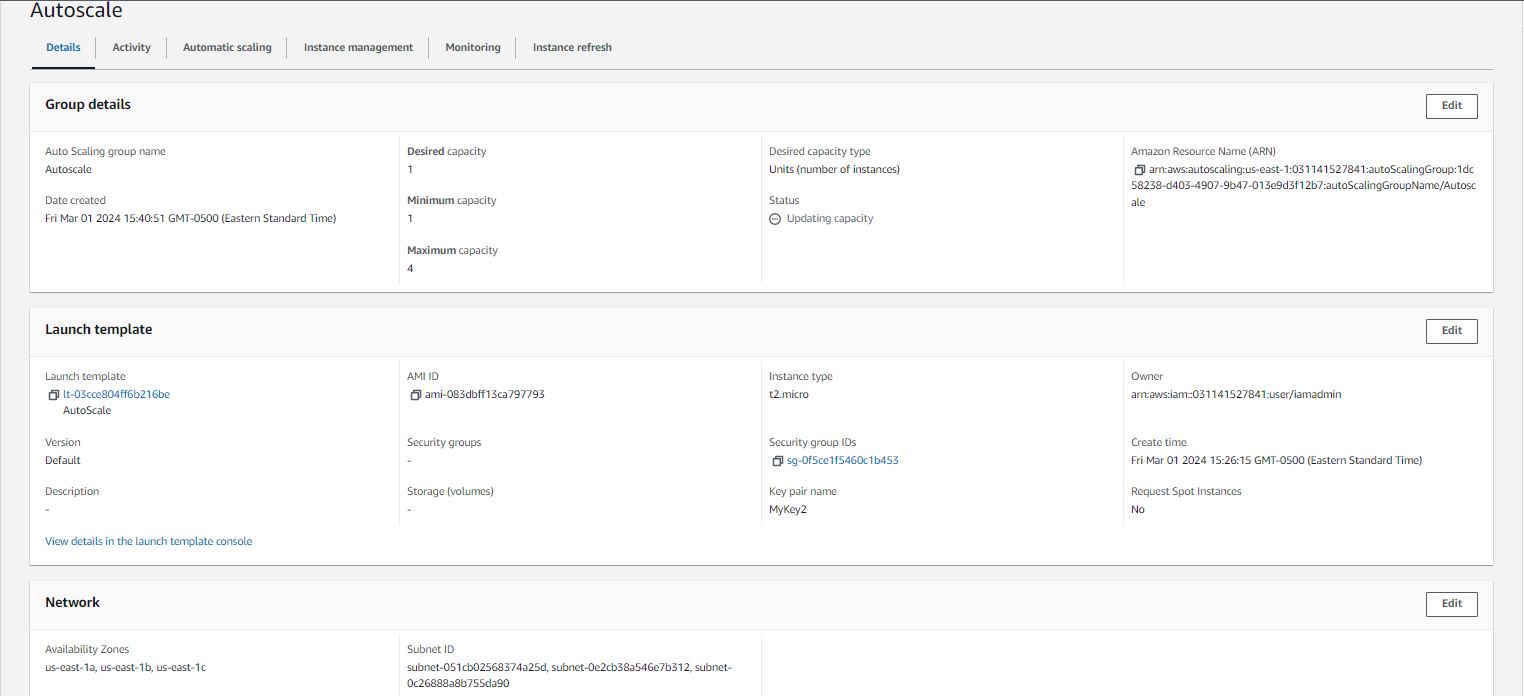 Autoscale
Details
Activity
Automatic scaling
Instance management
Monitoring
Instance refresh
Group details
Edit
Auto Scaling group name
Autoscale
Date created
Fri Mar 01 2024 15:40:51 GMT-0500 (Eastern Standard Time)
Desired capacity
1
Minimum capacity
1
Maximum capacity
4
Desired capacity type
Units (number of instances)
Status
Updating capacity
Amazon Resource Name (ARN)
arn:aws:autoscaling:us-east-1:031141527841:autoScalingGroup:1dc
58238-d403-4907-9b47-013e9d3f12b7:autoScalingGroupName/Autosc
ale
Launch template
Edit
Launch template
lt-03cce804ff6b216be
AutoScale
Version
Default
Description
-
View details in the launch template console
AMI ID
ami-083dbff13ca797793
Security groups
-
Storage (volumes)
-
Instance type
t2.micro
Security group IDs
sg-0f5ce1f5460c1b453
Key pair name
MyKey2
Owner
arn:aws:iam::031141527841:user/iamadmin
Create time
Fri Mar 01 2024 15:26:15 GMT-0500 (Eastern Standard Time)
Request Spot Instances
No
Network
Edit
Availability Zones
us-east-1a, us-east-1b, us-east-1c
Subnet ID
subnet-051cb02568374a25d, subnet-0e2cb38a546e7b312, subnet-
0c26888a8b755da90